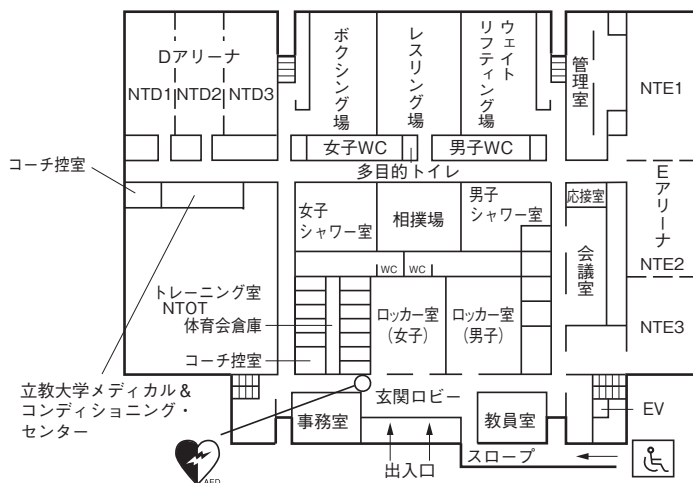 Dアリーナ
NTD1
NTD2
NTD3
ボクシング場
レスリング場
ウェイト
リフティング場
管理室
NTE1
女子WC
男子WC
多目的トイレ
コーチ控室
Eアリーナ
女子
シャワー室
相撲場
男子
シャワー室
応接室
会議室
NTE2
WC
WC
トレーニング室
NTOT
体育会倉庫
ロッカー室
(女子)
ロッカー室
(男子)
NTE3
コーチ控室
立教大学メディカル&
コンディショニング・
センター
玄関ロビー
事務室
教員室
EV
出入口
スロープ
AED